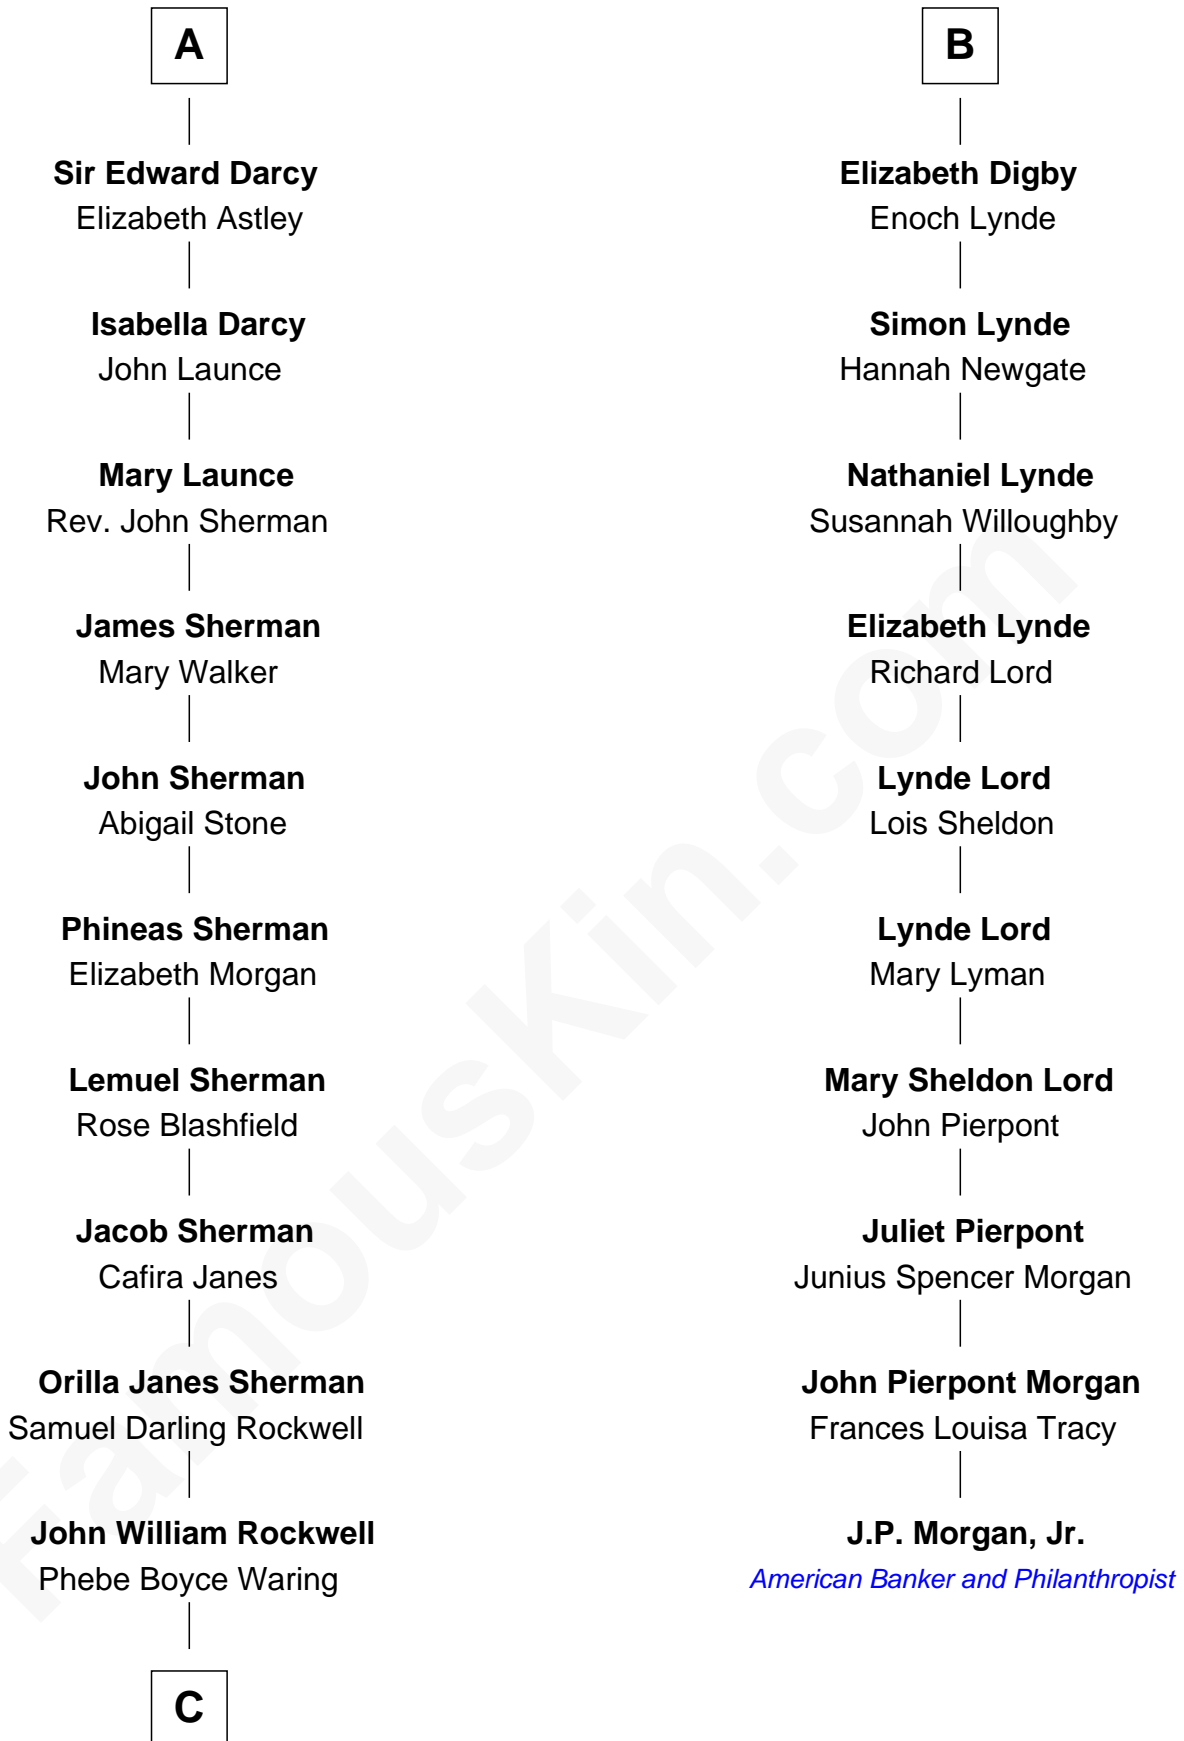 A
Sir Edward Darcy
Elizabeth Astley
Isabella Darcy
John Launce
Mary Launce
Rev. John Sherman
James Sherman
Mary Walker
John Sherman
Abigail Stone
Phineas Sherman
Elizabeth Morgan
Lemuel Sherman
Rose Blashfield
Jacob Sherman
Cafira Janes
Orilla Janes Sherman
Samuel Darling Rockwell
John William Rockwell
Phebe Boyce Waring
C
B
Elizabeth Digby
Enoch Lynde
Simon Lynde
Hannah Newgate
Nathaniel Lynde
Susannah Willoughby
Elizabeth Lynde
Richard Lord
Lynde Lord
Lois Sheldon
Lynde Lord
Mary Lyman
Mary Sheldon Lord
John Pierpont
Juliet Pierpont
Junius Spencer Morgan
John Pierpont Morgan
Frances Louisa Tracy
J.P. Morgan, Jr.
American Banker and Philanthropist
FamousKin.com